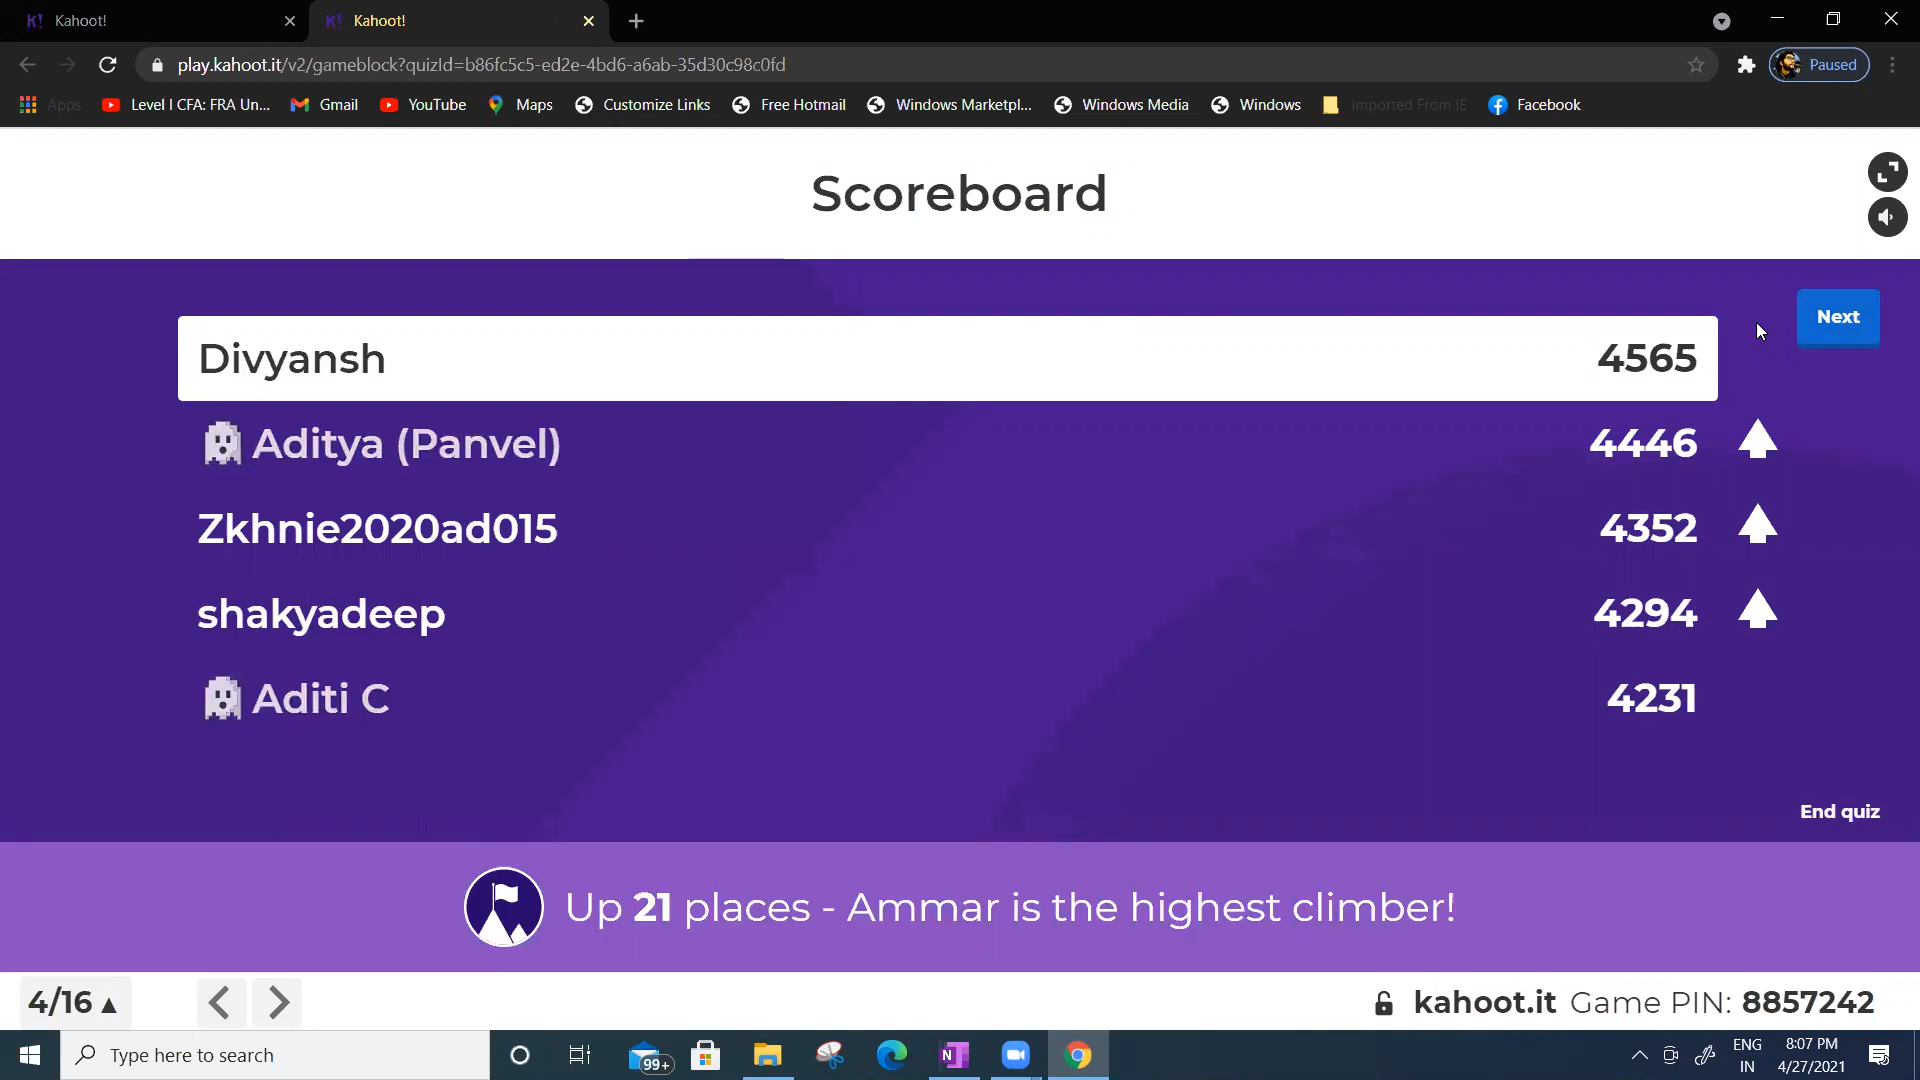 Kahoot!
Kahoot!
play.kahoot.it/v2/gameblock?quizId=b86fc5c5-ed2e-4bd6-a6ab-35d30c98c0fd
Paused
Apps Level I CFA: FRA Un... Gmail YouTube Maps Customize Links Free Hotmail Windows Marketpl... Windows Media Windows Imported From IE Facebook
Scoreboard
Next
Divyansh 4565
Aditya (Panvel) 4446
Zkhnie2020ad015 4352
shakyadeep 4294
Aditi C 4231
End quiz
Up 21 places - Ammar is the highest climber!
4/16 ▲
kahoot.it Game PIN: 8857242
Type here to search
99+
ENG
IN
8:07 PM
4/27/2021